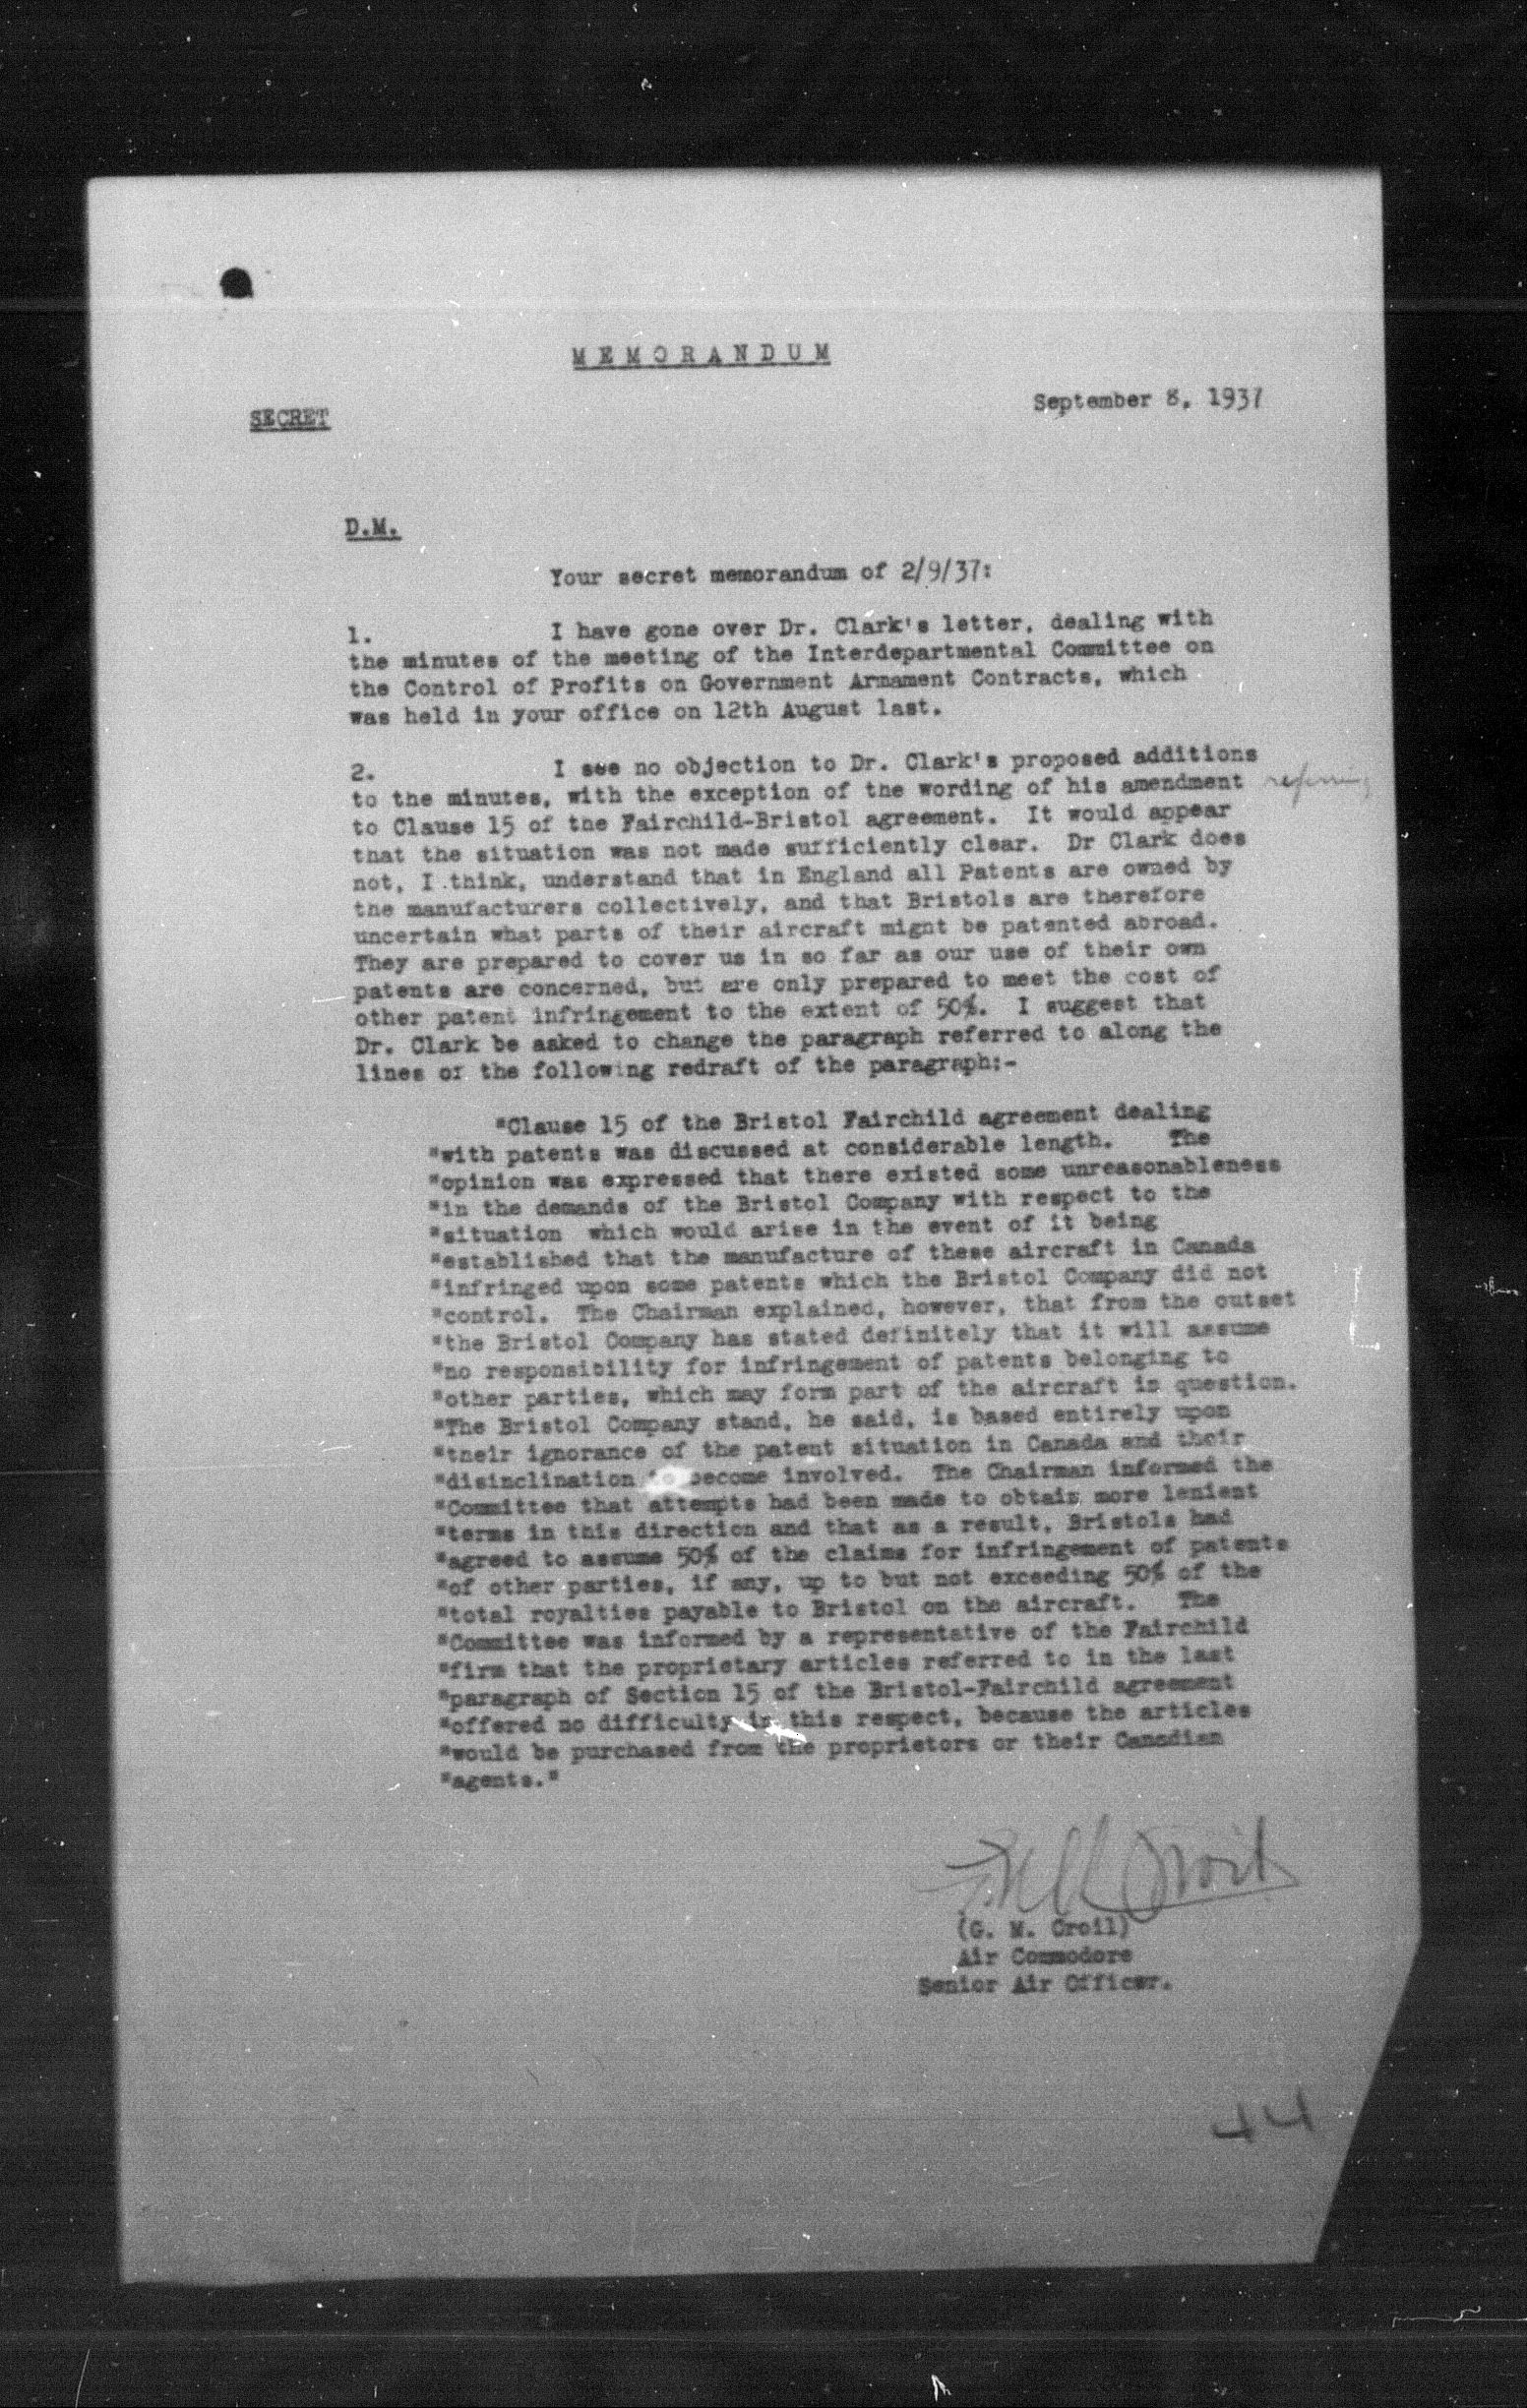 MEMORANDUM
September 8, 1937
SECRET
D.M.
Your secret memorandum of 2/9/37:
1. I have gone over Dr. Clark's letter, dealing with
the minutes of the meeting of the Interdepartmental Committee on
the Control of Profits on Government Armament Contracts, which
was held in your office on 12th August last.
2. I see no objection to Dr. Clark's proposed additions
to the minutes, with the exception of the wording of his amendment referring
to Clause 15 of the Fairchild-Bristol agreement. It would appear
that the situation was not made sufficiently clear. Dr Clark does
not, I think, understand that in England all Patents are owned by
the manufacturers collectively, and that Bristols are therefore
uncertain what parts of their aircraft might be patented abroad.
They are prepared to cover us in so far as our use of their own
patents are concerned, but are only prepared to meet the cost of
other patent infringement to the extent of 50%. I suggest that
Dr. Clark be asked to change the paragraph referred to along the
lines of the following redraft of the paragraph:-
"Clause 15 of the Bristol Fairchild agreement dealing
"with patents was discussed at considerable length. The
"opinion was expressed that there existed some unreasonableness
"in the demands of the Bristol Company with respect to the
"situation which would arise in the event of it being
"established that the manufacture of these aircraft in Canada
"infringed upon some patents which the Bristol Company did not
"control. The Chairman explained, however, that from the outset
"the Bristol Company has stated definitely that it will assume
"no responsibility for infringement of patents belonging to
"other parties, which may form part of the aircraft in question.
"The Bristol Company stand, he said, is based entirely upon
"their ignorance of the patent situation in Canada and their
"disinclination to become involved. The Chairman informed the
"Committee that attempts had been made to obtain more lenient
"terms in this direction and that as a result, Bristols had
"agreed to assume 50% of the claims for infringement of patents
"of other parties, if any, up to but not exceeding 50% of the
"total royalties payable to Bristol on the aircraft. The
"Committee was informed by a representative of the Fairchild
"firm that the proprietary articles referred to in the last
"paragraph of Section 15 of the Bristol-Fairchild agreement
"offered no difficulty in this respect, because the articles
"would be purchased from the proprietors or their Canadian
"agents."
G M Croil
(G. M. Croil)
Air Commodore
Senior Air Officer.
44